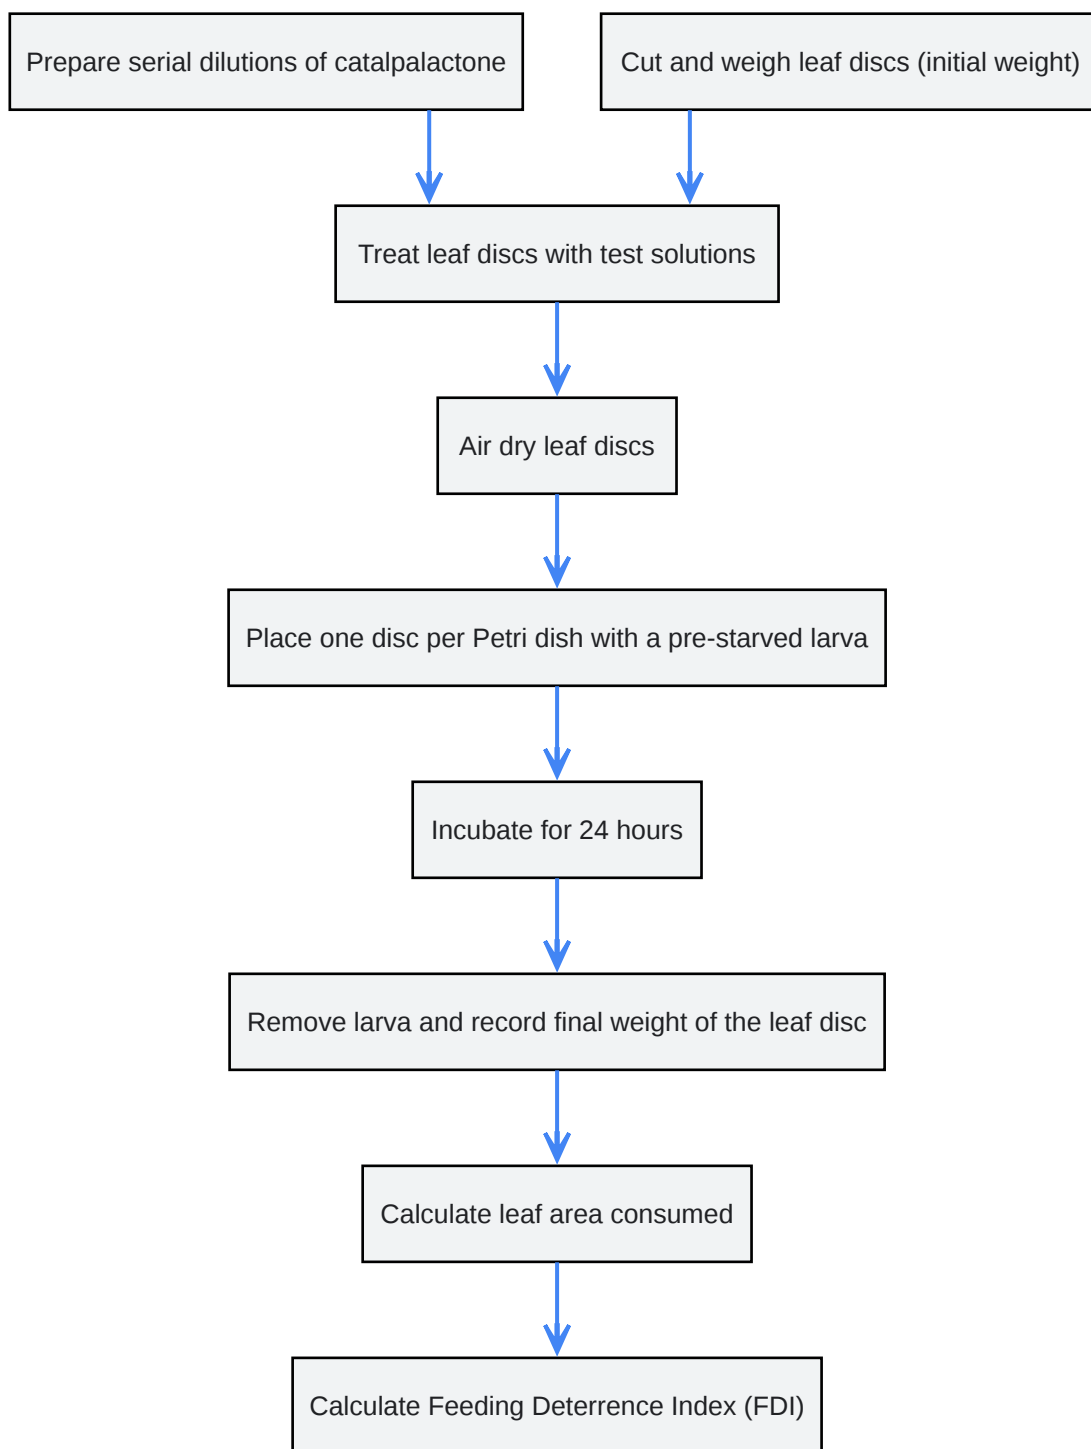 Prepare serial dilutions of catalpalactone
Cut and weigh leaf discs (initial weight)
Treat leaf discs with test solutions
Air dry leaf discs
Place one disc per Petri dish with a pre-starved larva
Incubate for 24 hours
Remove larva and record final weight of the leaf disc
Calculate leaf area consumed
Calculate Feeding Deterrence Index (FDI)